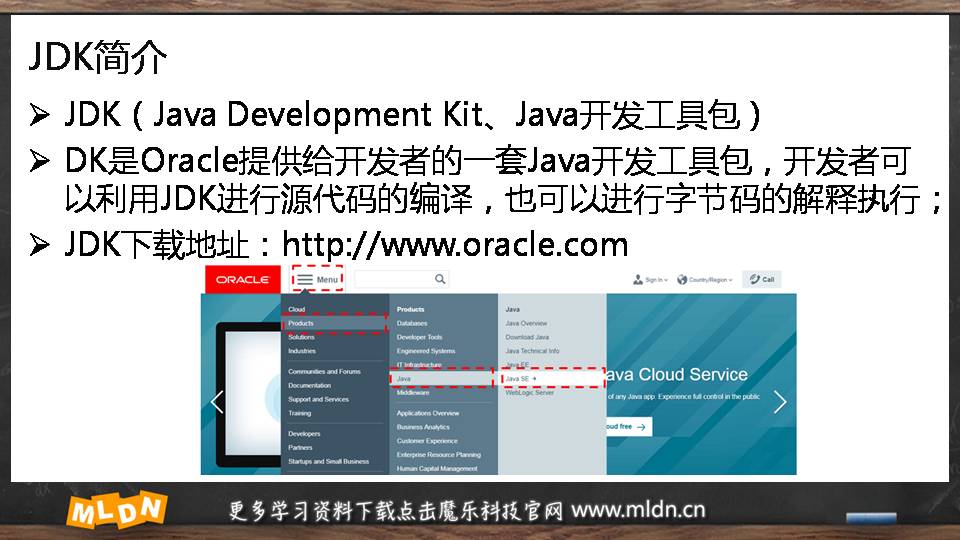 JDK简介
JDK（Java Development Kit、Java开发工具包）
DK是Oracle提供给开发者的一套Java开发工具包，开发者可
以利用JDK进行源代码的编译，也可以进行字节码的解释执行；
JDK下载地址：http://www.oracle.com
ORACLE Menu Sign In Country/Region Call
Cloud Products Java
Products Databases Java Overview
Solutions Developer Tools Download Java
Industries Engineered Systems Java Technical Info
IT Infrastructure Java EE
Communities and Forums Java Java SE ava Cloud Service
Documentation Middleware WebLogic Server of any Java app. Experience full control in the public
Support and Services
Training Applications Overview
Business Analytics oud free
Developers Customer Experience
Partners Enterprise Resource Planning
Startups and Small Business Human Capital Management
MLDN 更多学习资料下载点击魔乐科技官网 www.mldn.cn